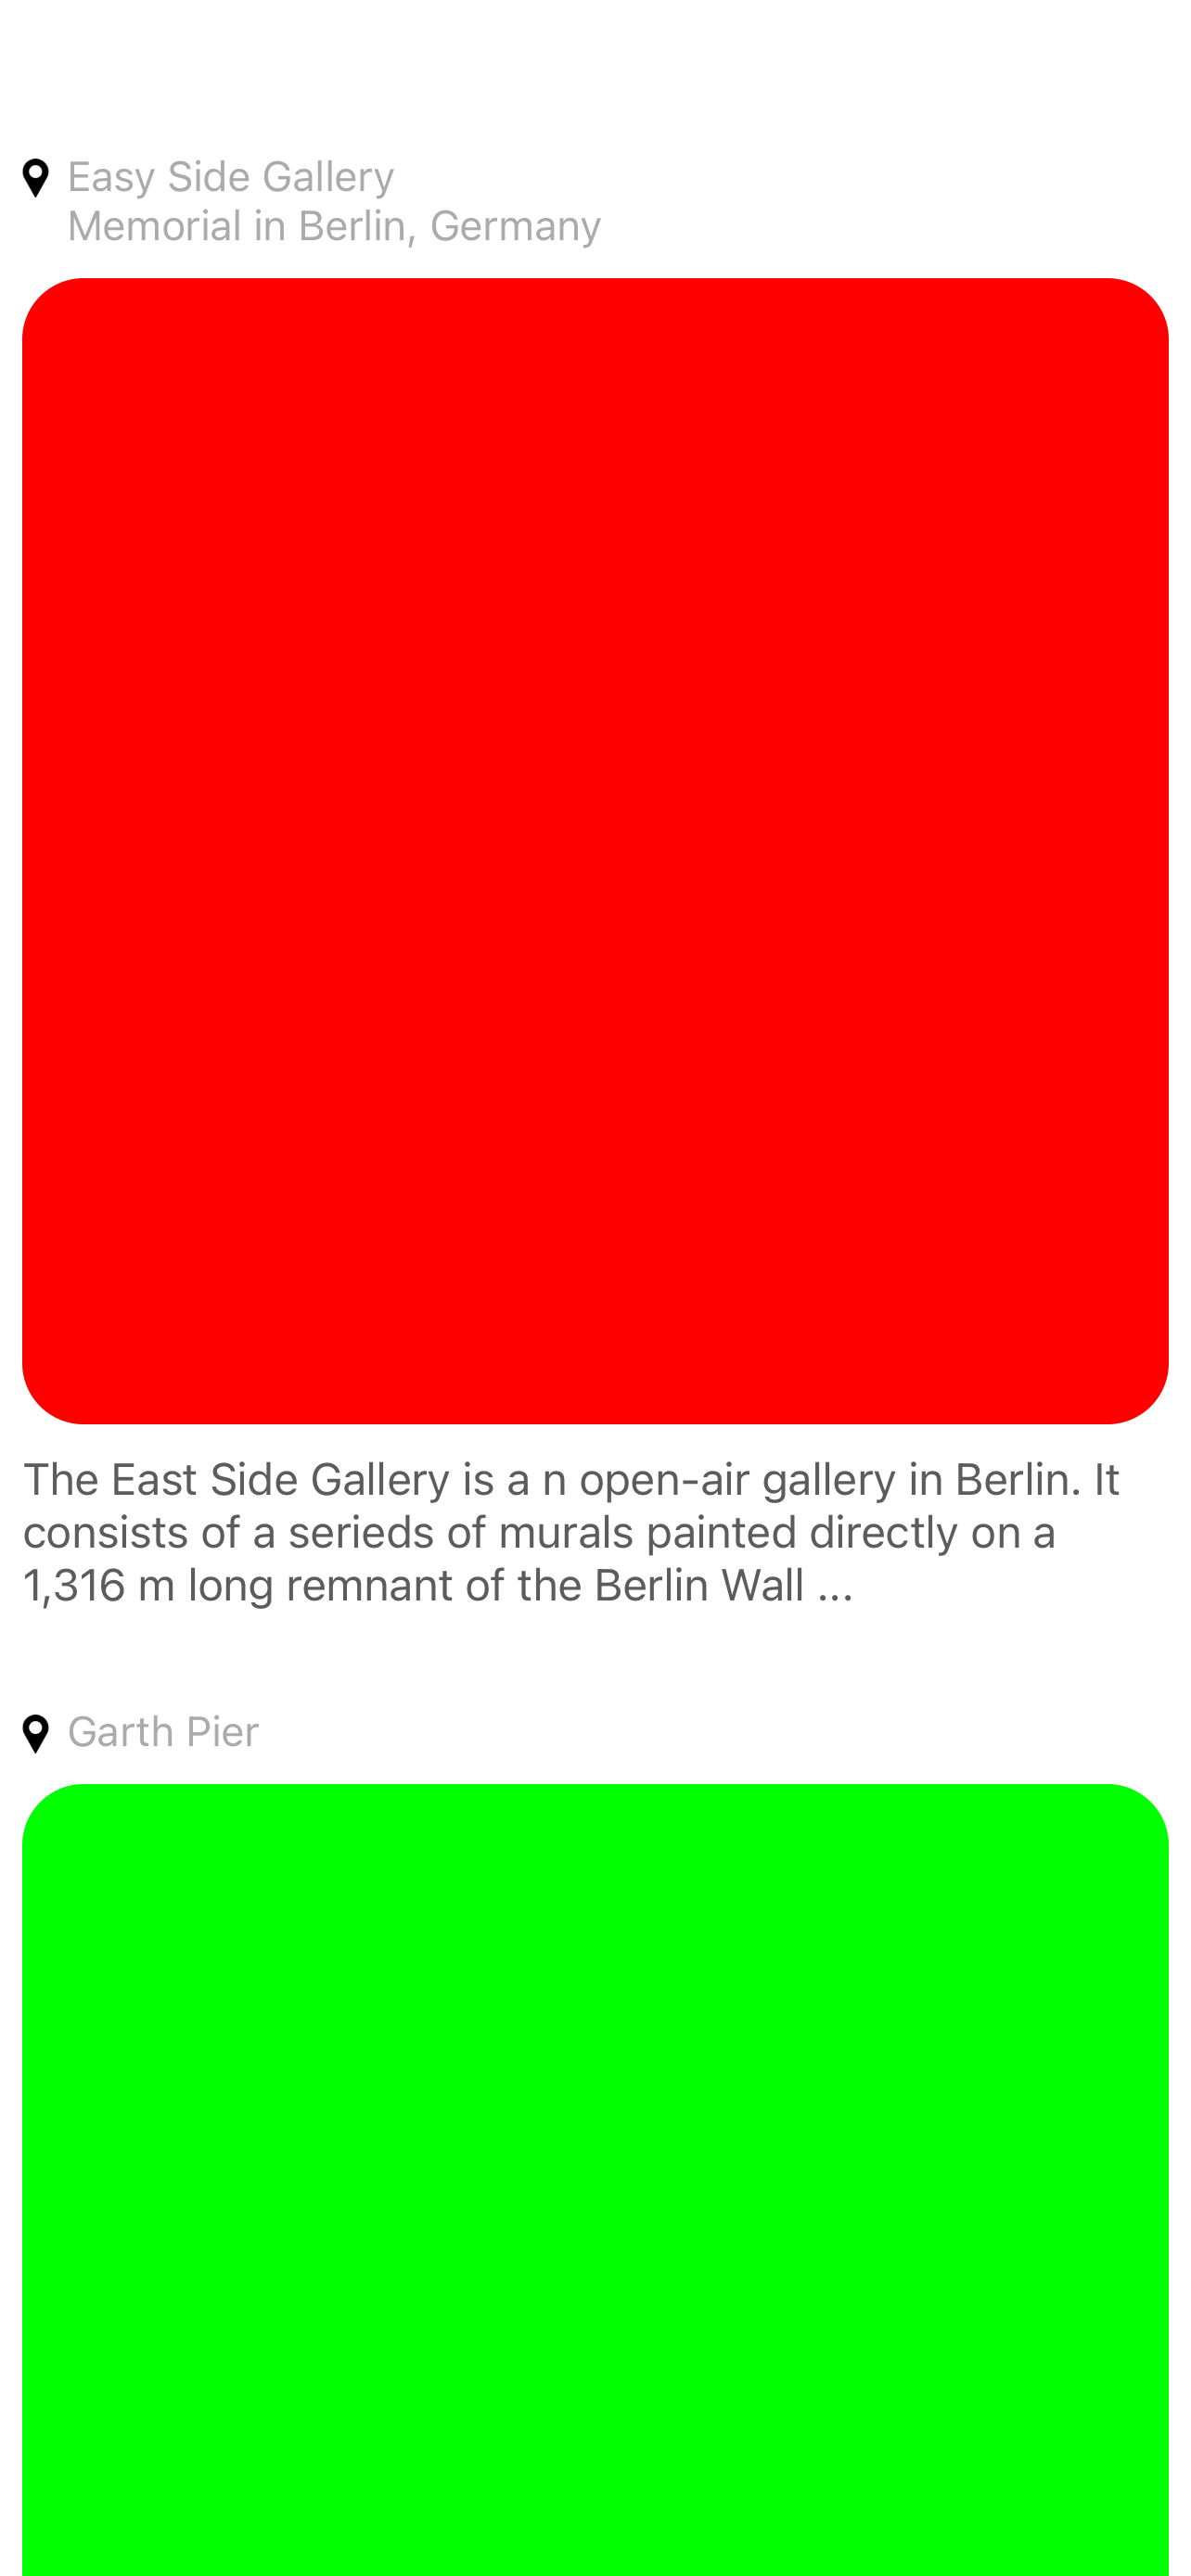 Easy Side Gallery
Memorial in Berlin, Germany
The East Side Gallery is a n open-air gallery in Berlin. It
consists of a serieds of murals painted directly on a
1,316 m long remnant of the Berlin Wall ...
Garth Pier